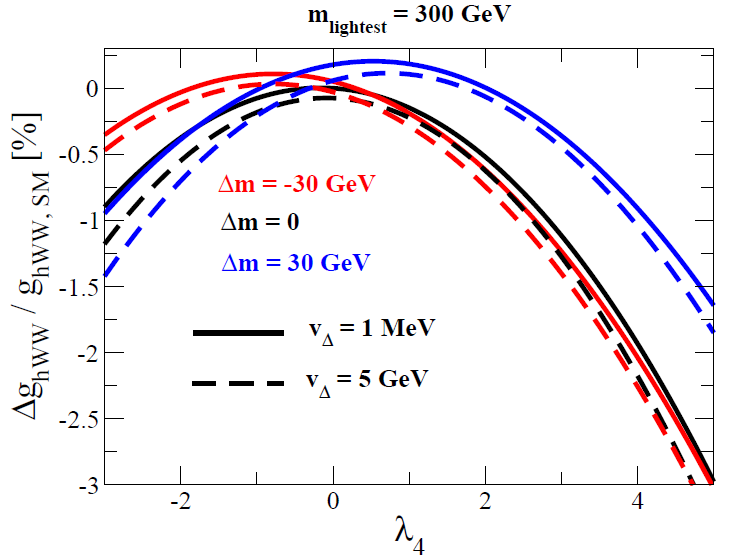 m_lightest = 300 GeV
Δg_hWW / g_hWW, SM [%]
0
-0.5
-1
-1.5
-2
-2.5
-3
Δm = -30 GeV
Δm = 0
Δm = 30 GeV
v_Δ = 1 MeV
v_Δ = 5 GeV
-2
0
2
4
λ_4